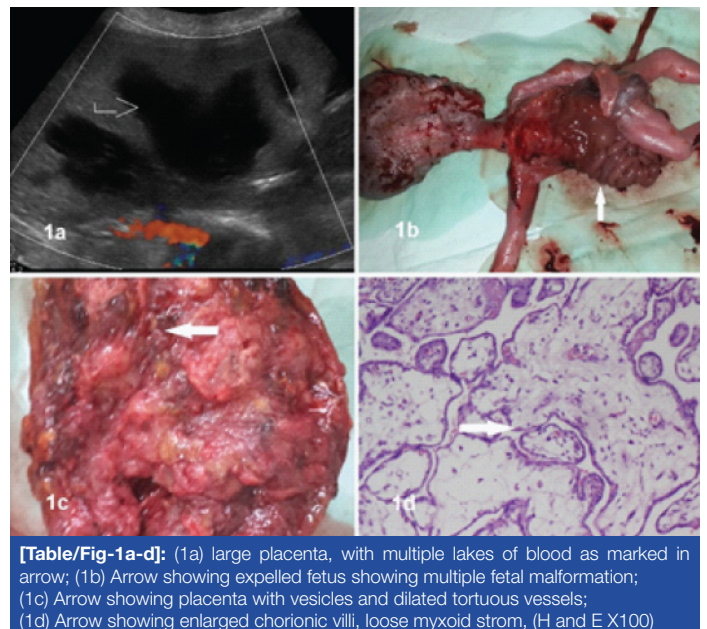 1a
1b
1c
1d
[Table/Fig-1a-d]: (1a) large placenta, with multiple lakes of blood as marked in
arrow; (1b) Arrow showing expelled fetus showing multiple fetal malformation;
(1c) Arrow showing placenta with vesicles and dilated tortuous vessels;
(1d) Arrow showing enlarged chorionic villi, loose myxoid strom, (H and E X100)